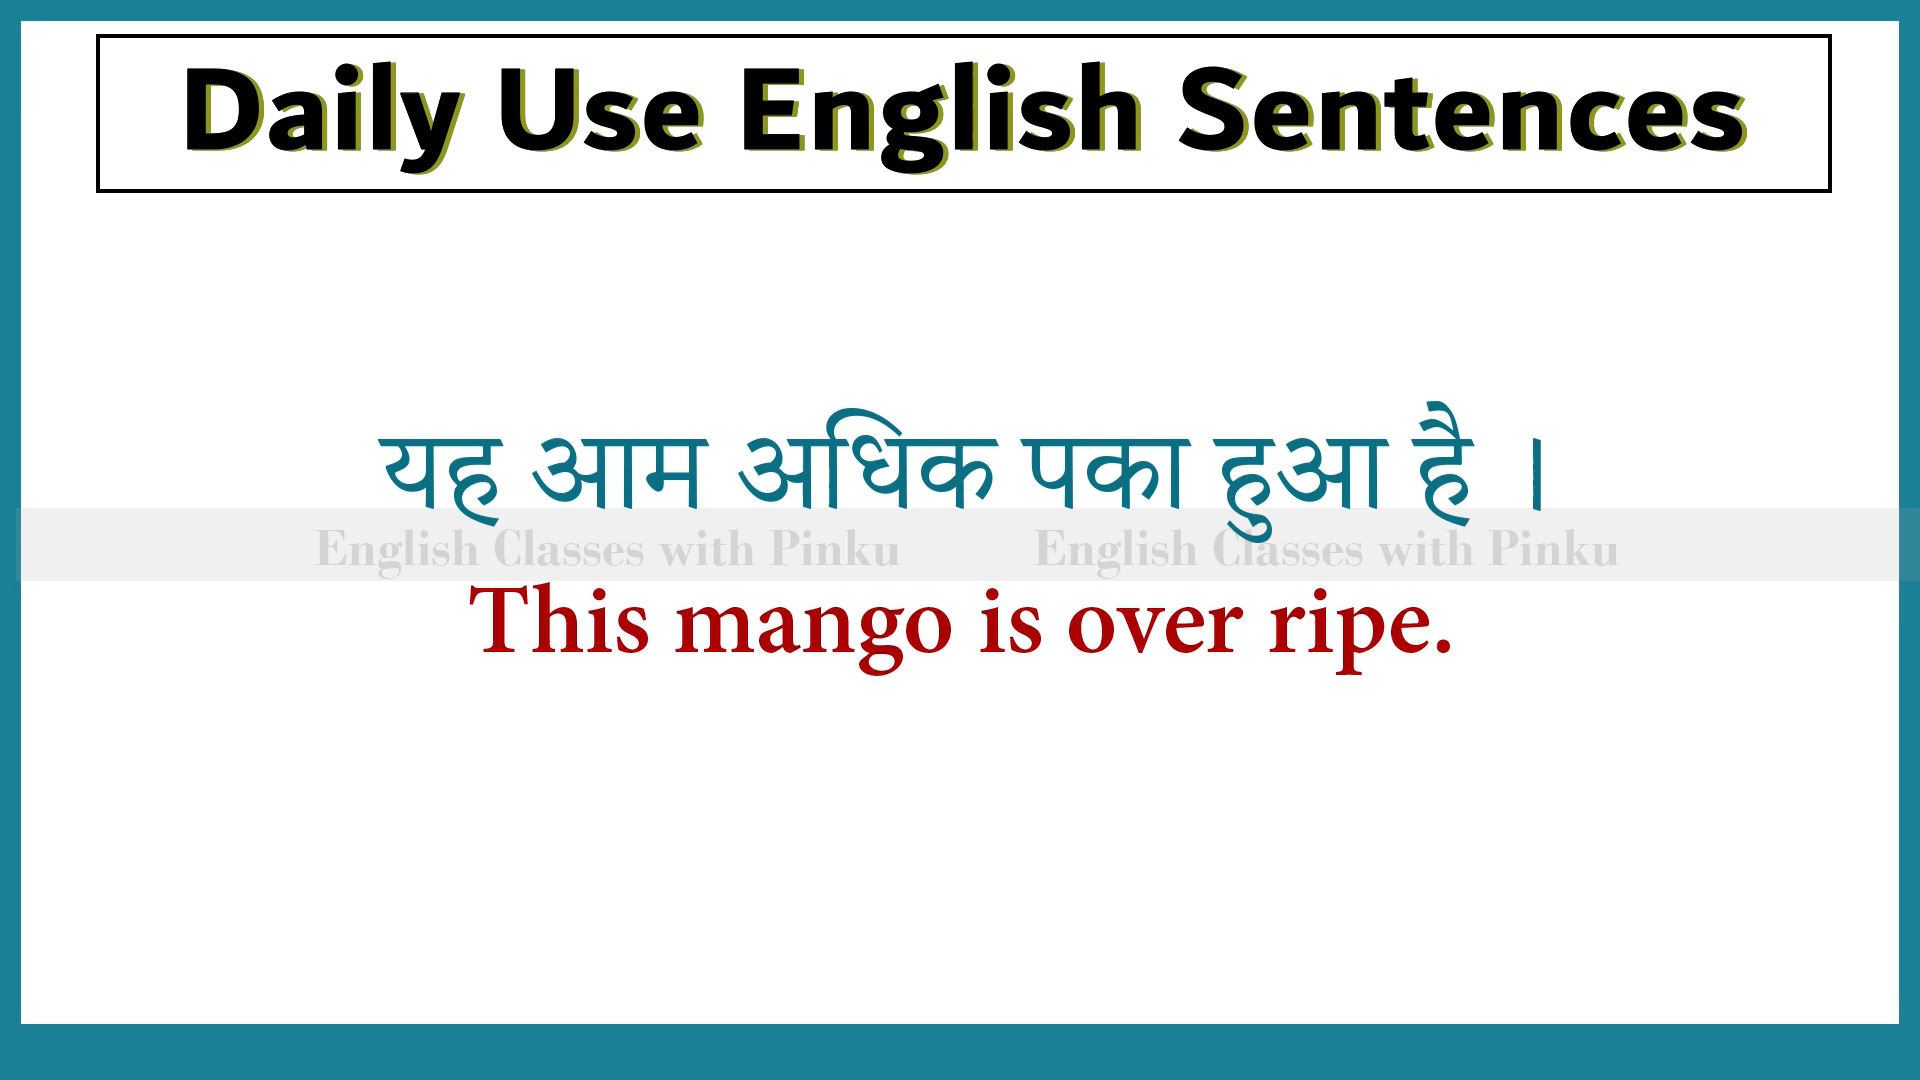 Daily Use English Sentences
यह आम अधिक पका हुआ है ।
English Classes with Pinku English Classes with Pinku
This mango is over ripe.